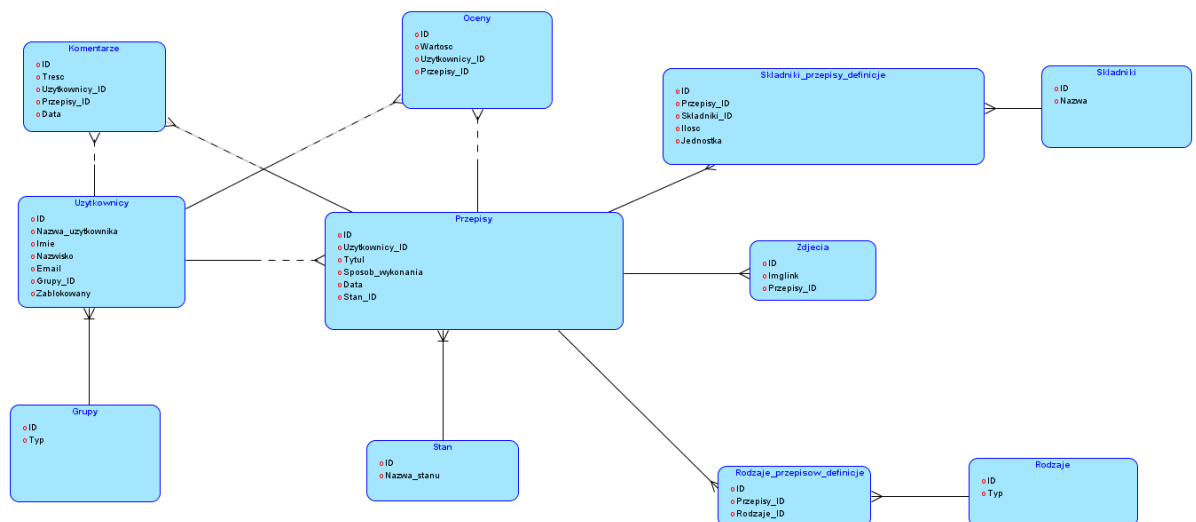 Komentarze
ID
Tresc
Uzytkownicy_ID
Przepisy_ID
Data
Oceny
ID
Wartosc
Uzytkownicy_ID
Przepisy_ID
Skladniki_przepisy_definicje
ID
Przepisy_ID
Skladniki_ID
Ilosc
Jednostka
Skladniki
ID
Nazwa
Uzytkownicy
ID
Nazwa_uzytkownika
Imie
Nazwisko
Email
Grupy_ID
Zablokowany
Przepisy
ID
Uzytkownicy_ID
Tytul
Sposob_wykonania
Data
Stan_ID
Zdjecia
ID
Imglink
Przepisy_ID
Grupy
ID
Typ
Stan
ID
Nazwa_stanu
Rodzaje_przepisow_definicje
ID
Przepisy_ID
Rodzaje_ID
Rodzaje
ID
Typ